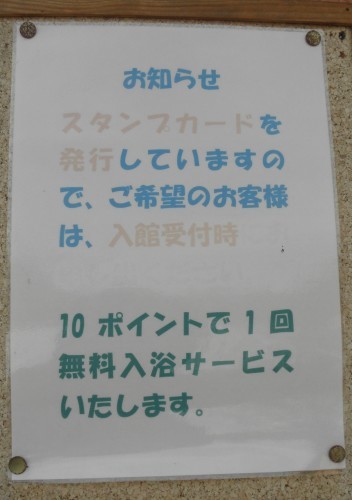 お知らせ
スタンプカードを
発行していますの
で、ご希望のお客様
は、入館受付時
10 ポイントで 1 回
無料入浴サービス
いたします。